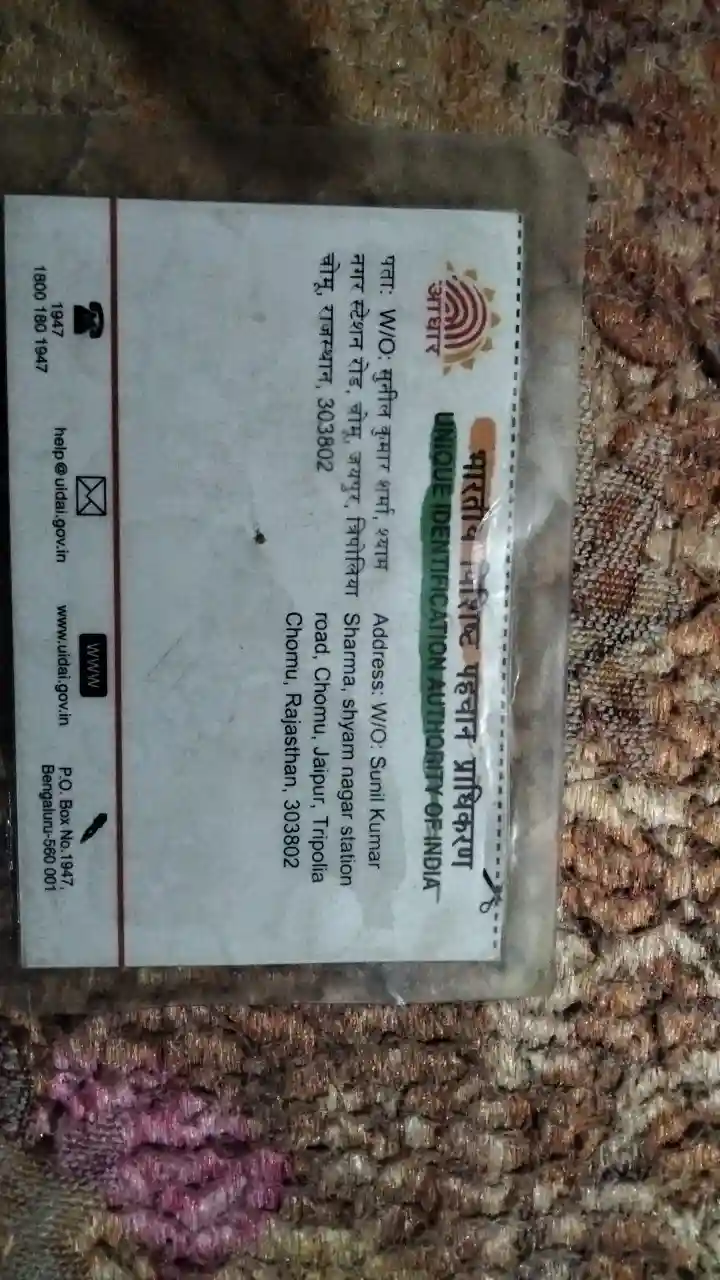 आधार
भारतीय विशिष्ट पहचान प्राधिकरण
UNIQUE IDENTIFICATION AUTHORITY OF INDIA
पता: W/O: सुनील कुमार शर्मा, श्याम
नगर स्टेशन रोड, चोमू, जयपुर, त्रिपोलिया
चोमू, राजस्थान, 303802
Address: W/O: Sunil Kumar
Sharma, shyam nagar station
road, Chomu, Jaipur, Tripolia
Chomu, Rajasthan, 303802
1947
1800 180 1947
help@uidai.gov.in
www
www.uidai.gov.in
P.O. Box No.1947,
Bengaluru-560 001